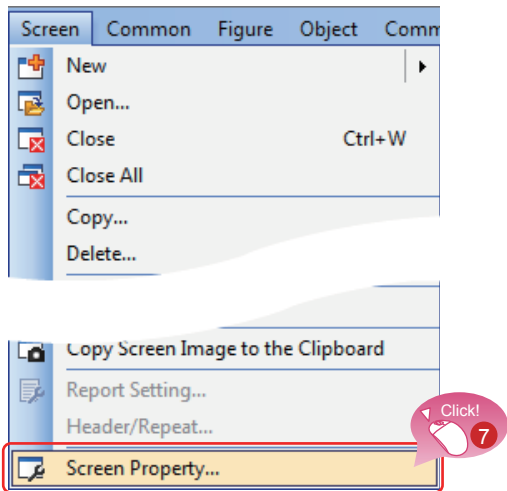 Screen Common Figure Object Comm
New
Open...
Close Ctrl+W
Close All
Copy...
Delete...
Copy Screen Image to the Clipboard
Report Setting...
Header/Repeat...
Click!
7
Screen Property...